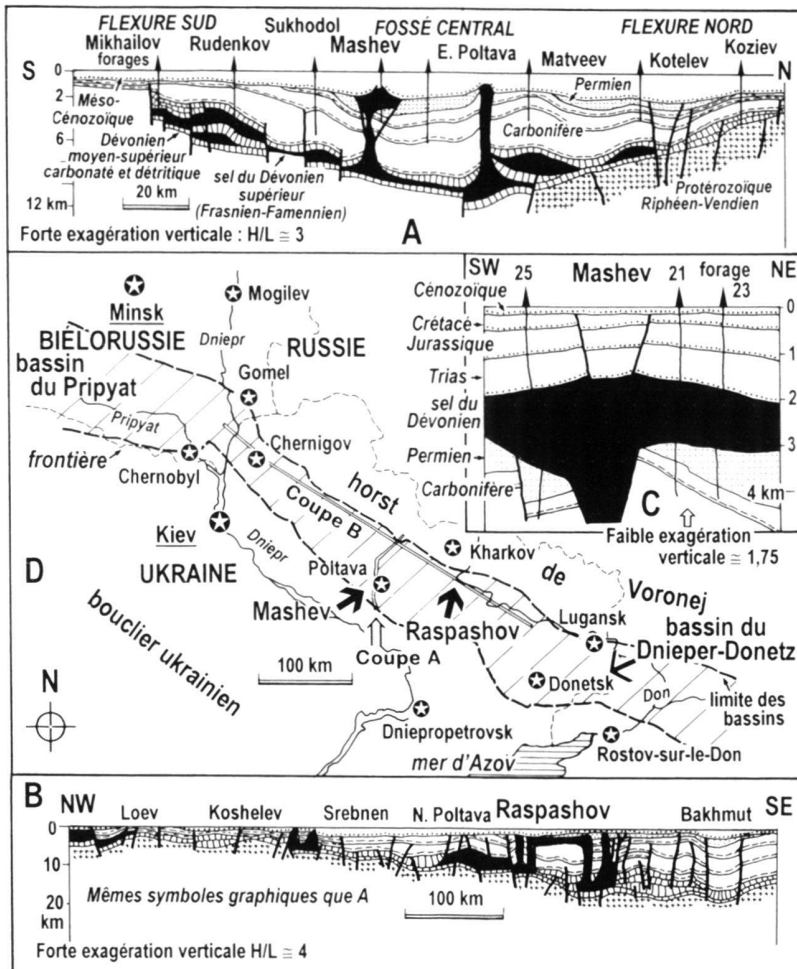 FLEXURE SUD
FOSSÉ CENTRAL
FLEXURE NORD
Sukhodol
Mikhailov
forages
Rudenkov
Mashev
E. Poltava
Matveev
Kotelev
Koziev
S
N
0
2
6
12 km
0
2
4
8
Méso-
Cénozoïque
Permien
Carbonifère
Dévonien
moyen-supérieur
carbonaté et détritique
20 km
sel du Dévonien
supérieur
(Frasnien-Famennien)
Protérozoïque
Riphéen-Vendien
Forte exagération verticale : H/L ≅ 3
A
Minsk
Mogilev
BIÉLORUSSIE
RUSSIE
Dniepr
bassin
du Pripyat
Gomel
Pripyat
frontière
Chernigov
Chernobyl
Coupe B
horst
de
Voronej
Kiev
Dniepr
Kharkov
UKRAINE
D
Poltava
Mashev
Raspashov
Lugansk
bassin du
Dnieper-Donetz
bouclier ukrainien
100 km
Coupe A
Donetsk
Don
limite des
bassins
N
Dniepropetrovsk
mer d'Azov
Rostov-sur-le-Don
SW
25
Mashev
21
forage
23
NE
Cénozoïque
Crétacé
Jurassique
Trias
sel du
Dévonien
Permien
Carbonifère
0
1
2
3
4 km
C
Faible exagération
verticale ≅ 1,75
B
NW
Loev
Koshelev
Srebnen
N. Poltava
Raspashov
Bakhmut
SE
0
10
20
km
0
10
20
Mêmes symboles graphiques que A
100 km
Forte exagération verticale H/L ≅ 4